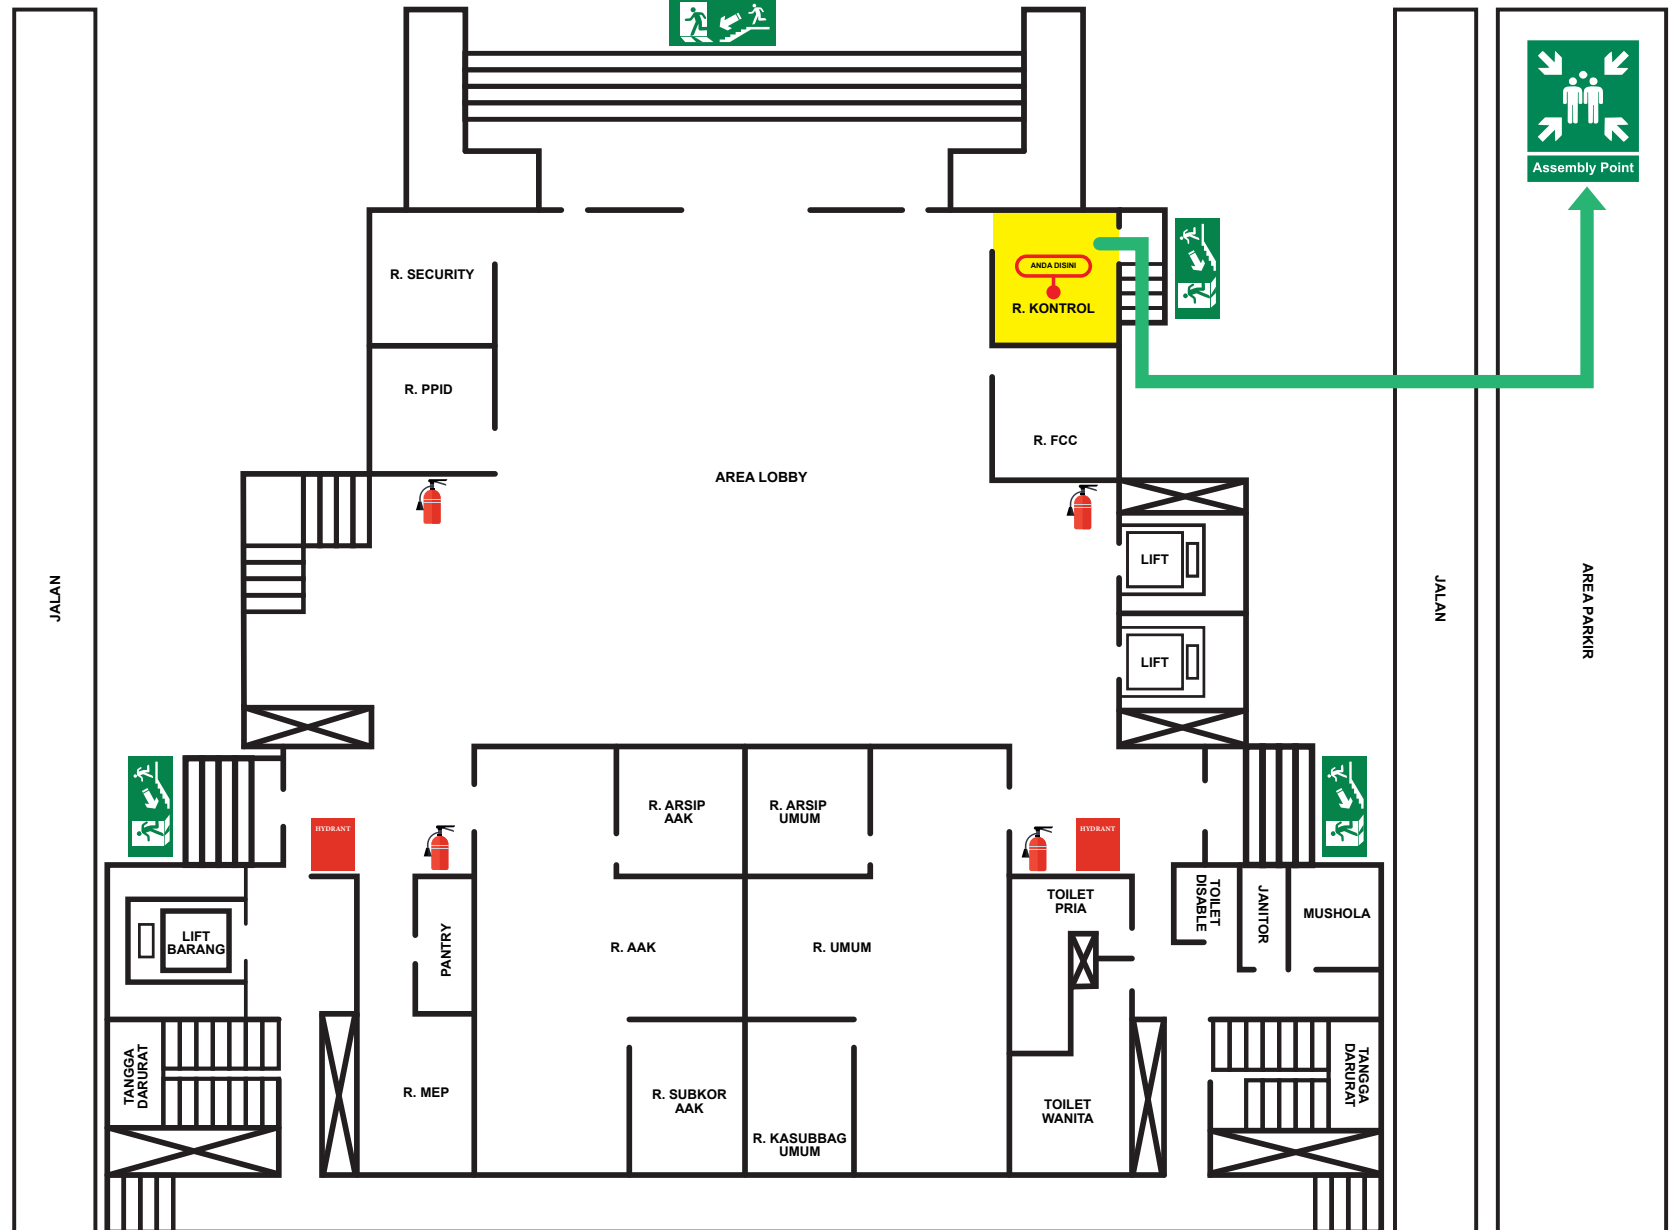 Assembly Point
R. SECURITY
ANDA DISINI
R. KONTROL
R. PPID
R. FCC
AREA LOBBY
LIFT
LIFT
JALAN
JALAN
AREA PARKIR
HYDRANT
HYDRANT
R. ARSIP
AAK
R. ARSIP
UMUM
TOILET
PRIA
TOILET
DISABLE
JANITOR
MUSHOLA
LIFT
BARANG
PANTRY
R. AAK
R. UMUM
TANGGA
DARURAT
R. MEP
R. SUBKOR
AAK
R. KASUBBAG
UMUM
TOILET
WANITA
TANGGA
DARURAT